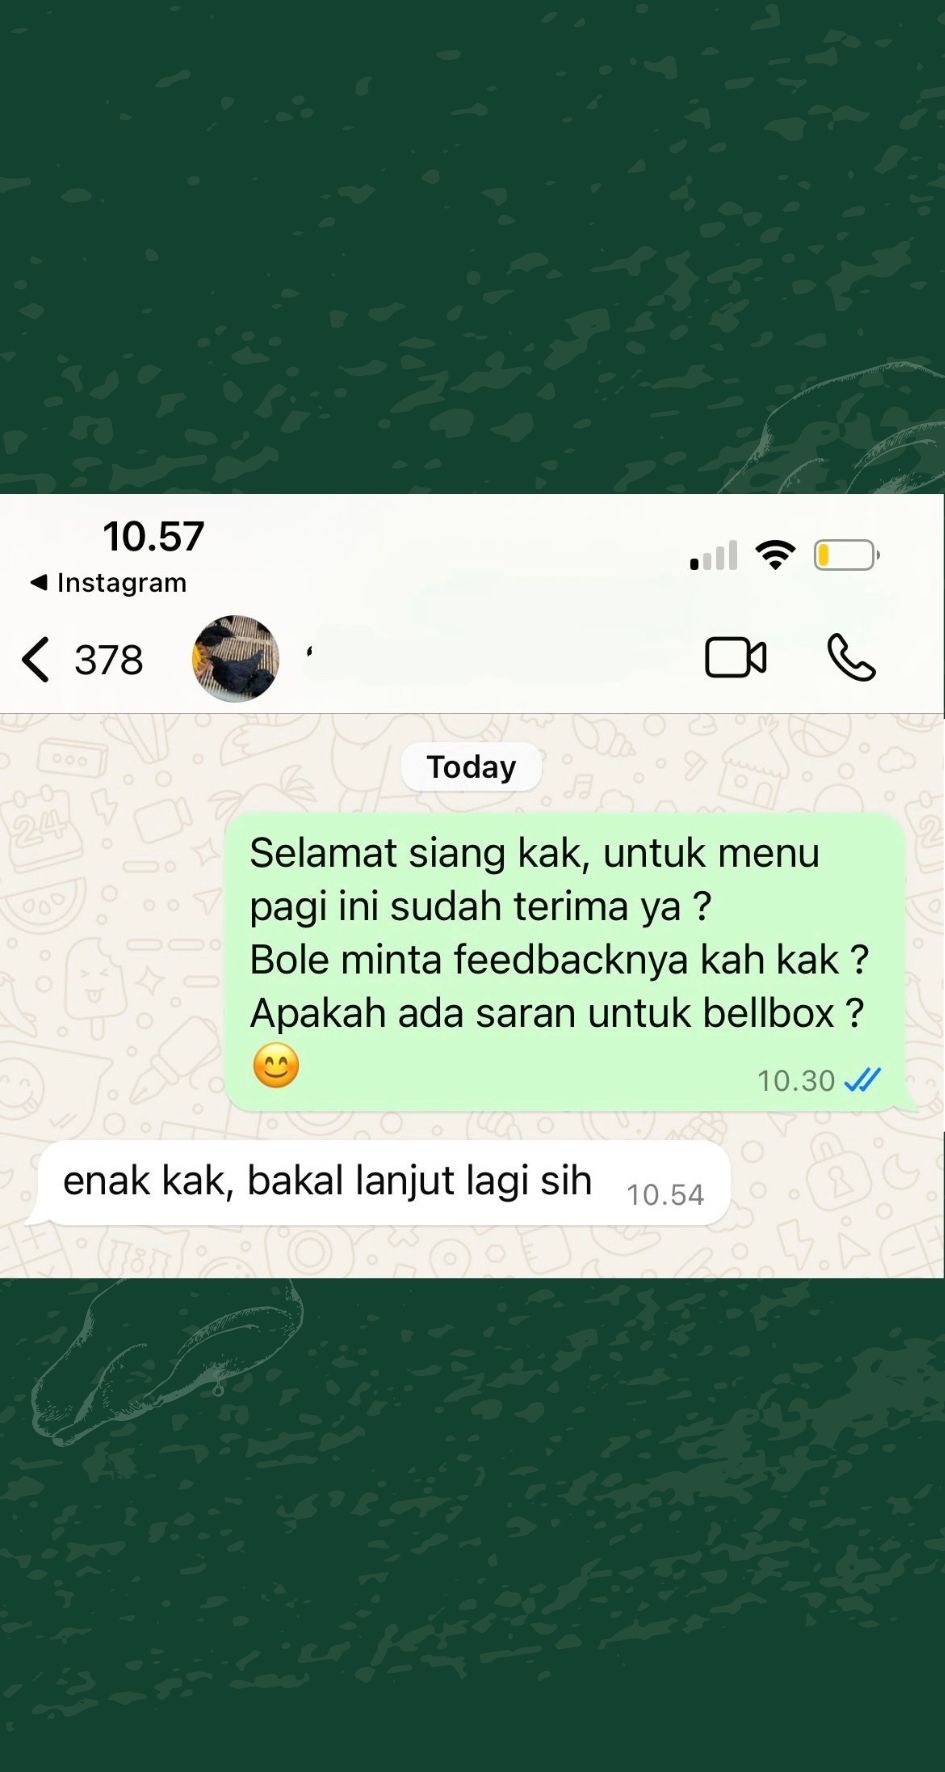 10.57
◀ Instagram
378
Today
Selamat siang kak, untuk menu
pagi ini sudah terima ya ?
Bole minta feedbacknya kah kak ?
Apakah ada saran untuk bellbox ?
😊
10.30
enak kak, bakal lanjut lagi sih
10.54